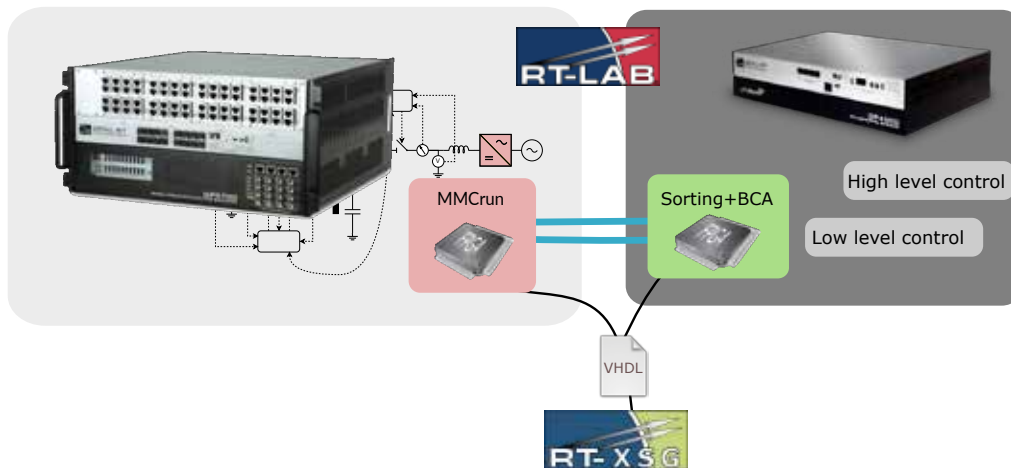 RT-LAB
High level control
MMCrun
Sorting+BCA
Low level control
V
VHDL
RT-XSG